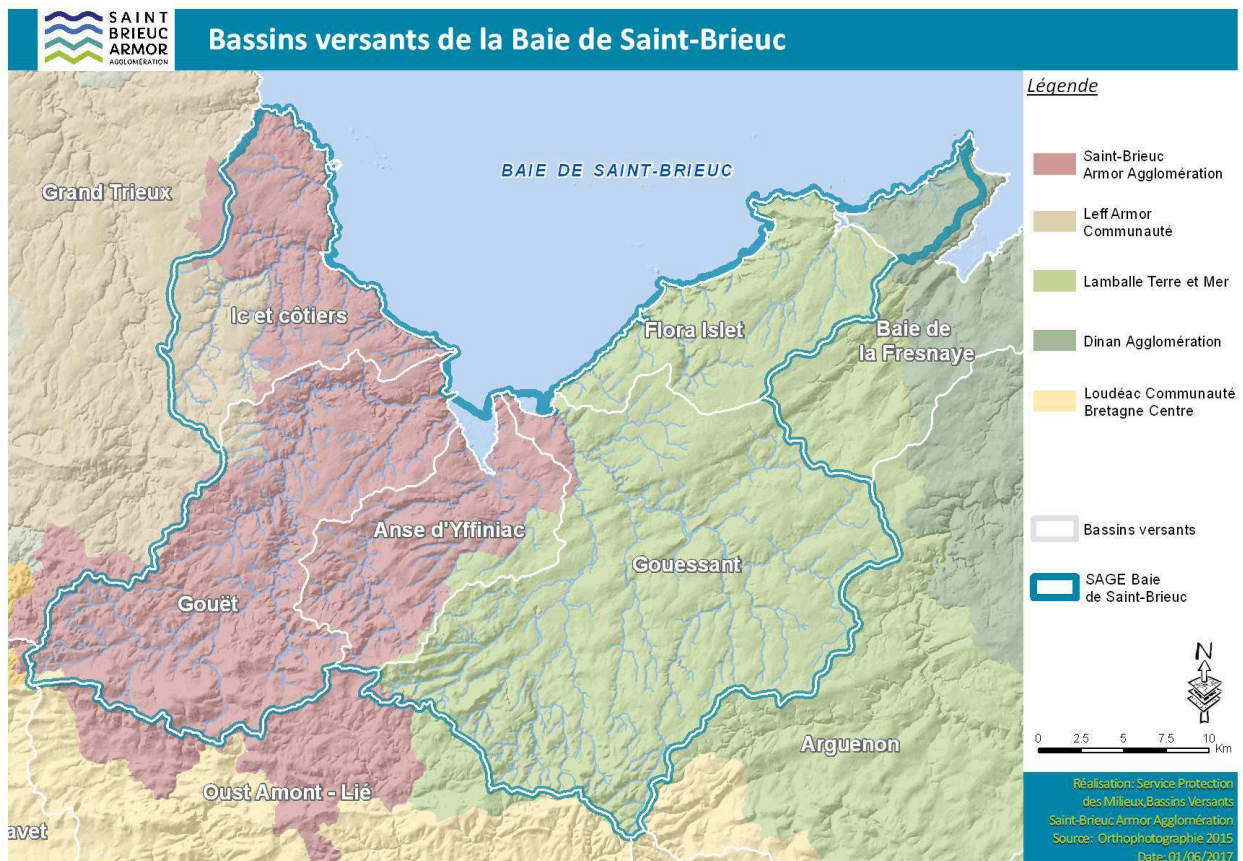 SAINT
BRIEUC
ARMOR
AGGLOMÉRATION
Bassins versants de la Baie de Saint-Brieuc
Grand Trieux
BAIE DE SAINT-BRIEUC
Ic et côtiers
Flora Islet
Baie de
la Fresnaye
Anse d'Yffiniac
Gouessant
Gouët
Arguenon
Oust Amont - Lié
avet
Légende
Saint-Brieuc
Armor Agglomération
Leff Armor
Communauté
Lamballe Terre et Mer
Dinan Agglomération
Loudéac Communauté
Bretagne Centre
Bassins versants
SAGE Baie
de Saint-Brieuc
N
0 2.5 5 7.5 10
Km
Réalisation: Service Protection
des Milieux,Bassins Versants
Saint-Brieuc Armor Agglomération
Source: Orthophotographie 2015
Date: 01/06/2017